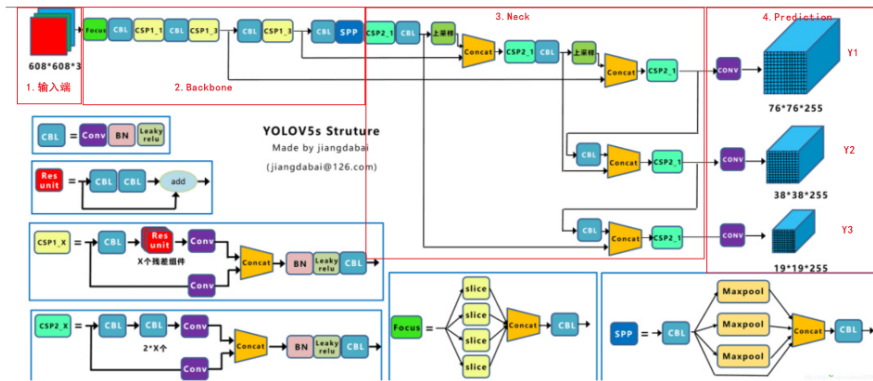 3. Neck
4. Prediction
Focus CBL CSP1_1 CBL CSP1_3 CBL CSP1_3 CBL SPP CSP2_1 CBL 上采样 Concat CSP2_1 CBL 上采样 Concat CSP2_1 CONV
Y1
608*608*3
1.输入端
2.Backbone
76*76*255
YOLOV5s Struture
Made by jiangdabai
(jiangdabai@126.com)
CBL = Conv BN Leaky relu
CBL Concat CSP2_1 CONV
Y2
38*38*255
Res unit = CBL CBL add
CBL Concat CSP2_1 CONV
Y3
19*19*255
CSP1_X = CBL Res unit Conv
X个残差组件
Conv
Concat BN Leaky relu CBL
CSP2_X = CBL CBL Conv
2*X个
Conv
Concat BN Leaky relu CBL
Focus = slice
slice
slice
slice
Concat CBL
SPP = CBL Maxpool
Maxpool
Maxpool
Concat CBL